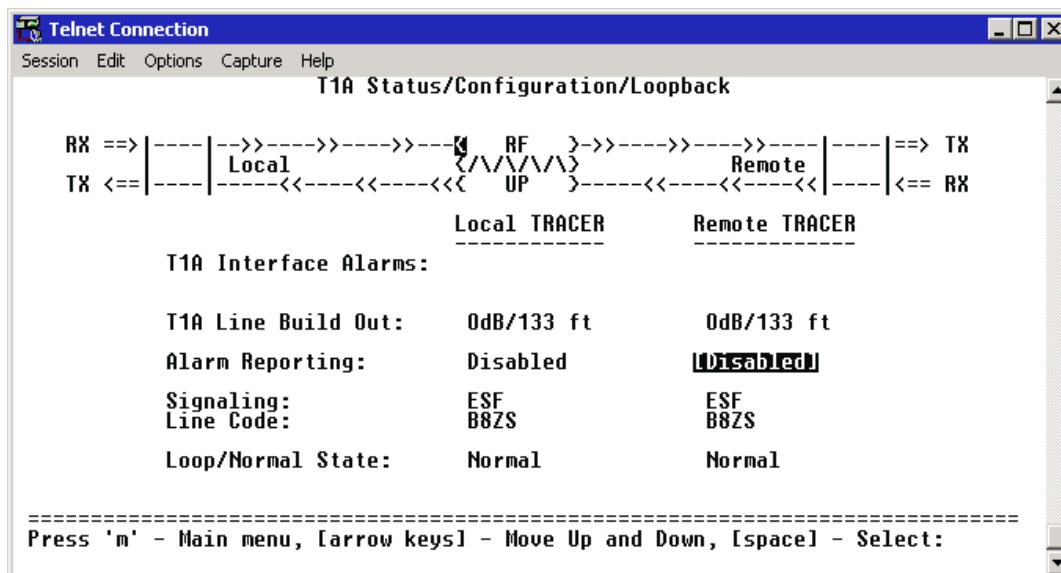 Telnet Connection
Session Edit Options Capture Help
T1A Status/Configuration/Loopback
RX ==>|----|-->>---->>---->>---{ RF }->>---->>---->>----|----|==> TX
| | Local {/\/\/\/\} Remote | |
TX <==|----|-----<<----<<----<<{ UP }-----<<----<<----<<|----|<== RX
Local TRACER Remote TRACER
------------ -------------
T1A Interface Alarms:
T1A Line Build Out: 0dB/133 ft 0dB/133 ft
Alarm Reporting: Disabled [Disabled]
Signaling: ESF ESF
Line Code: B8ZS B8ZS
Loop/Normal State: Normal Normal
===============================================================================
Press 'm' - Main menu, [arrow keys] - Move Up and Down, [space] - Select: